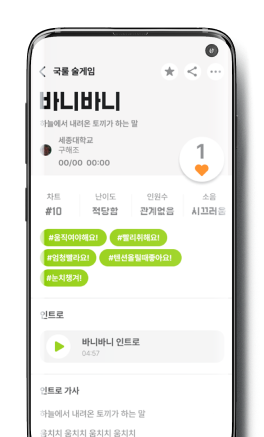 국룰 술게임
바니바니
하늘에서 내려온 토끼가 하는 말
세종대학교
구해조
00/00 00:00
1
차트 난이도 인원수 소음
#10 적당함 관계없음 시끄러움
#움직여야해요! #빨리취해요!
#엄청빨라요! #텐션올릴때좋아요!
#눈치챙겨!
인트로
바니바니 인트로
04:57
인트로 가사
하늘에서 내려온 토끼가 하는 말
움치치 움치치 움치치 움치치